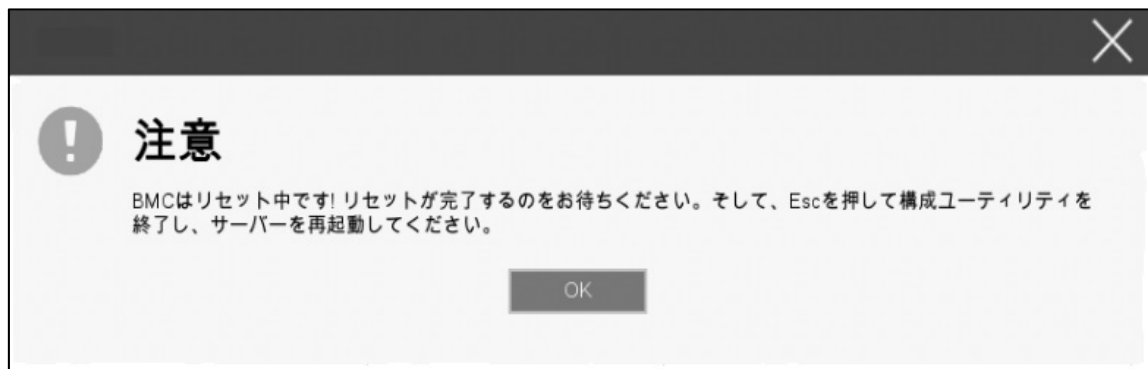 注意
BMCはリセット中です! リセットが完了するのをお待ちください。そして、Escを押して構成ユーティリティを
終了し、サーバーを再起動してください。
OK